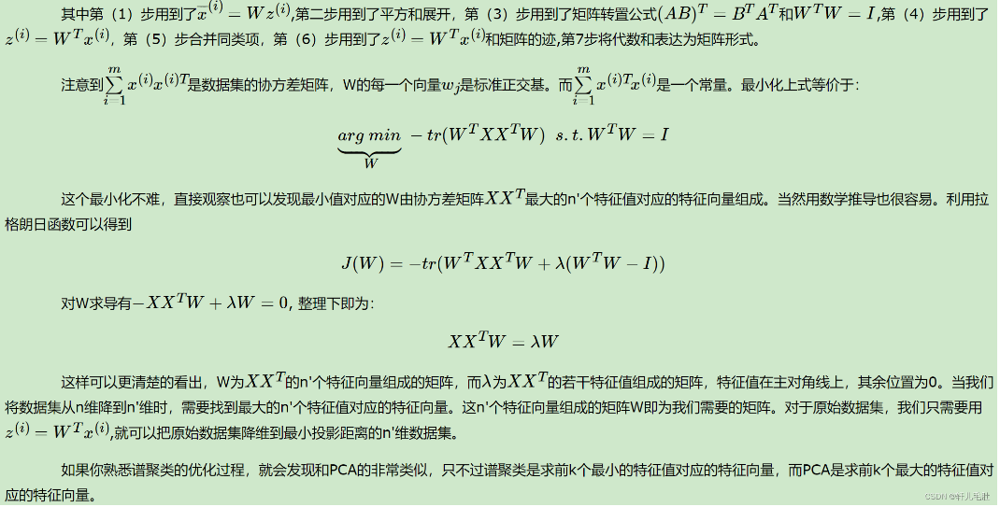 其中第（1）步用到了$\overline{x}^{(i)}=Wz^{(i)}$,第二步用到了平方和展开，第（3）步用到了矩阵转置公式$(AB)^T=B^TA^T$和$W^TW=I$,第（4）步用到了
$z^{(i)}=W^Tx^{(i)}$，第（5）步合并同类项，第（6）步用到了$z^{(i)}=W^Tx^{(i)}$和矩阵的迹,第7步将代数和表达为矩阵形式。
注意到$\sum\limits_{i=1}^{m}x^{(i)}x^{(i)T}$是数据集的协方差矩阵，W的每一个向量$w_j$是标准正交基。而$\sum\limits_{i=1}^{m}x^{(i)T}x^{(i)}$是一个常量。最小化上式等价于：
$\underbrace{arg\;min}_{W}\;-tr(W^TXX^TW)\;\;s.t.W^TW=I$
这个最小化不难，直接观察也可以发现最小值对应的W由协方差矩阵$XX^T$最大的n'个特征值对应的特征向量组成。当然用数学推导也很容易。利用拉
格朗日函数可以得到
$J(W)=-tr(W^TXX^TW+\lambda(W^TW-I))$
对W求导有$-XX^TW+\lambda W=0$，整理下即为：
$XX^TW=\lambda W$
这样可以更清楚的看出，W为$XX^T$的n'个特征向量组成的矩阵，而$\lambda$为$XX^T$的若干特征值组成的矩阵，特征值在主对角线上，其余位置为0。当我们
将数据集从n维降到n'维时，需要找到最大的n'个特征值对应的特征向量。这n'个特征向量组成的矩阵W即为我们需要的矩阵。对于原始数据集，我们只需要用
$z^{(i)}=W^Tx^{(i)}$,就可以把原始数据集降维到最小投影距离的n'维数据集。
如果你熟悉谱聚类的优化过程，就会发现和PCA的非常类似，只不过谱聚类是求前k个最小的特征值对应的特征向量，而PCA是求前k个最大的特征值对
应的特征向量。
CSDN @轩儿毛肚